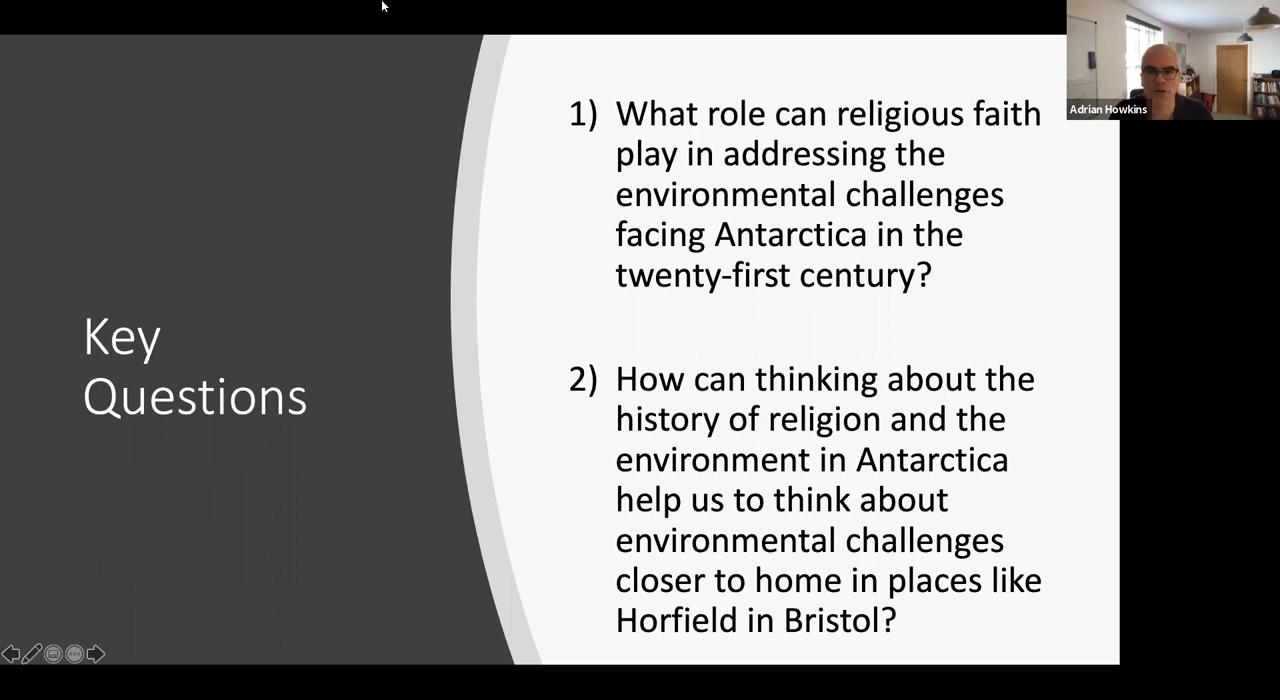 Adrian Howkins
Key
Questions
1) What role can religious faith
play in addressing the
environmental challenges
facing Antarctica in the
twenty-first century?
2) How can thinking about the
history of religion and the
environment in Antarctica
help us to think about
environmental challenges
closer to home in places like
Horfield in Bristol?